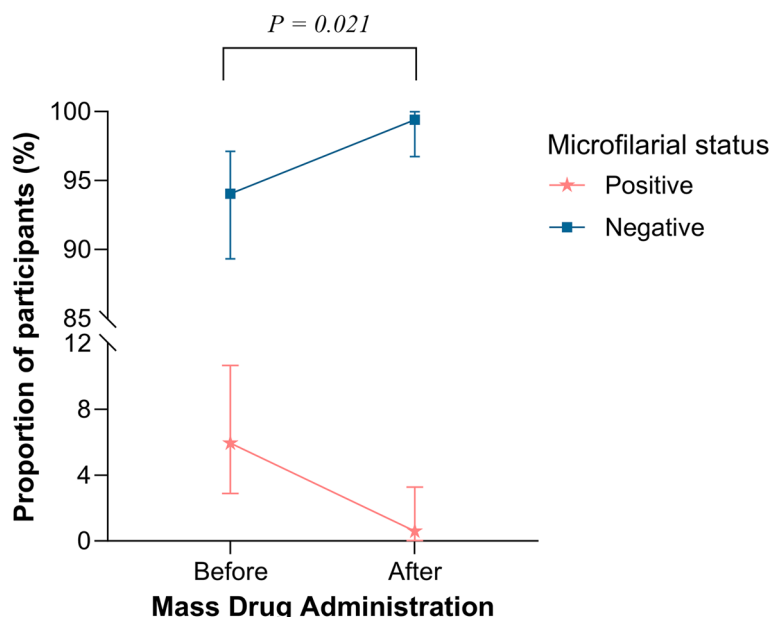 P = 0.021
Proportion of participants (%)
100
95
90
85
12
8
4
0
Before
After
Mass Drug Administration
Microfilarial status
Positive
Negative